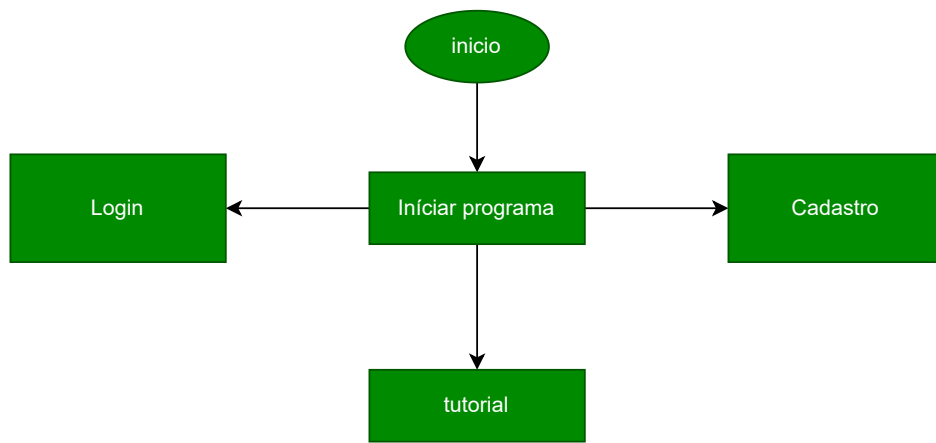 inicio
Login
Iníciar programa
Cadastro
tutorial